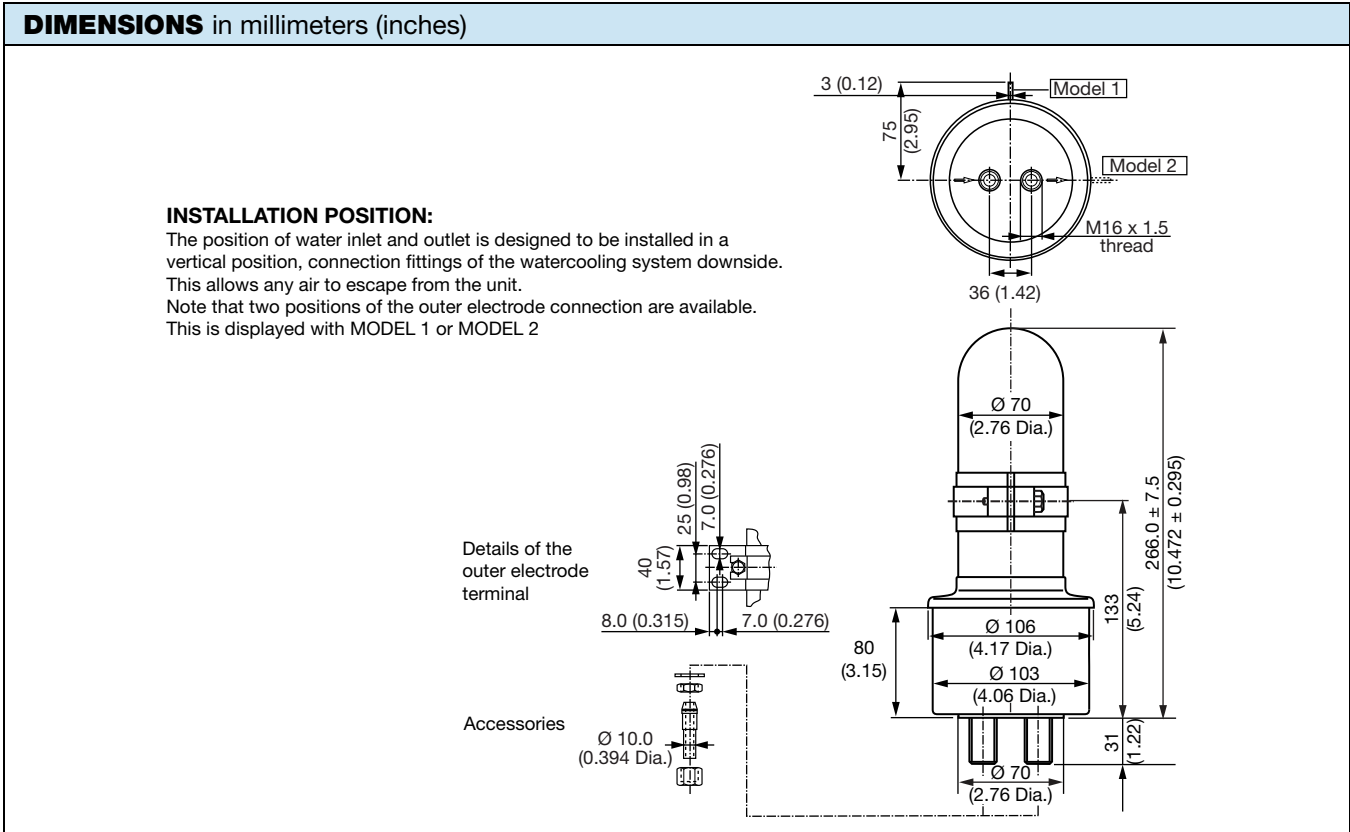 DIMENSIONS in millimeters (inches)
3 (0.12)
Model 1
75
(2.95)
Model 2
M16 x 1.5
thread
36 (1.42)
INSTALLATION POSITION:
The position of water inlet and outlet is designed to be installed in a
vertical position, connection fittings of the watercooling system downside.
This allows any air to escape from the unit.
Note that two positions of the outer electrode connection are available.
This is displayed with MODEL 1 or MODEL 2
Ø 70
(2.76 Dia.)
266.0 ± 7.5
(10.472 ± 0.295)
133
(5.24)
Details of the
outer electrode
terminal
40
(1.57)
25 (0.98)
7.0 (0.276)
8.0 (0.315)
7.0 (0.276)
80
(3.15)
Ø 106
(4.17 Dia.)
Ø 103
(4.06 Dia.)
31
(1.22)
Ø 70
(2.76 Dia.)
Accessories
Ø 10.0
(0.394 Dia.)